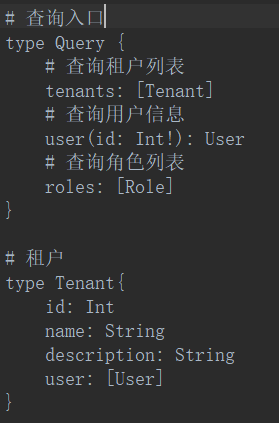 # 查询入口
type Query {
    # 查询租户列表
    tenants: [Tenant]
    # 查询用户信息
    user(id: Int!): User
    # 查询角色列表
    roles: [Role]
}

# 租户
type Tenant{
    id: Int
    name: String
    description: String
    user: [User]
}